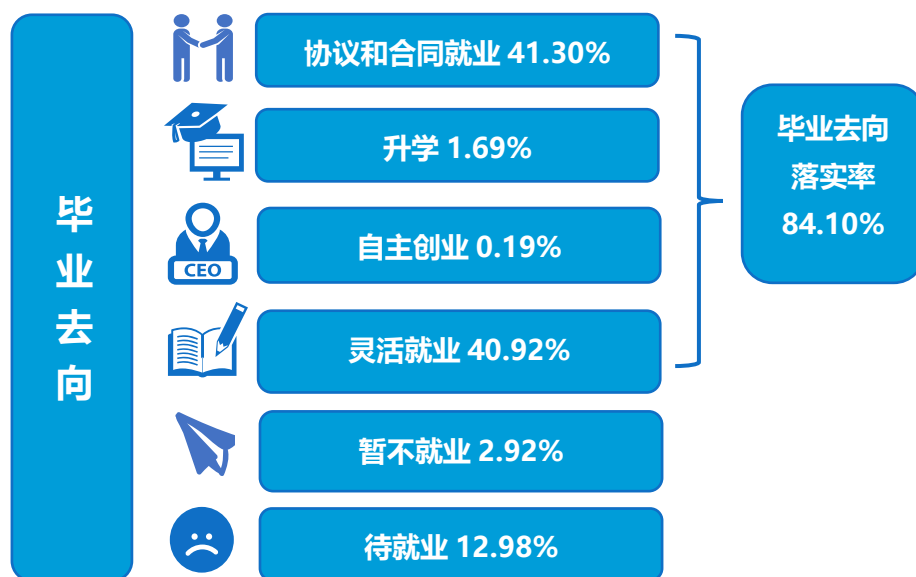 毕业去向
协议和合同就业 41.30%
升学 1.69%
CEO
自主创业 0.19%
灵活就业 40.92%
暂不就业 2.92%
待就业 12.98%
毕业去向
落实率
84.10%